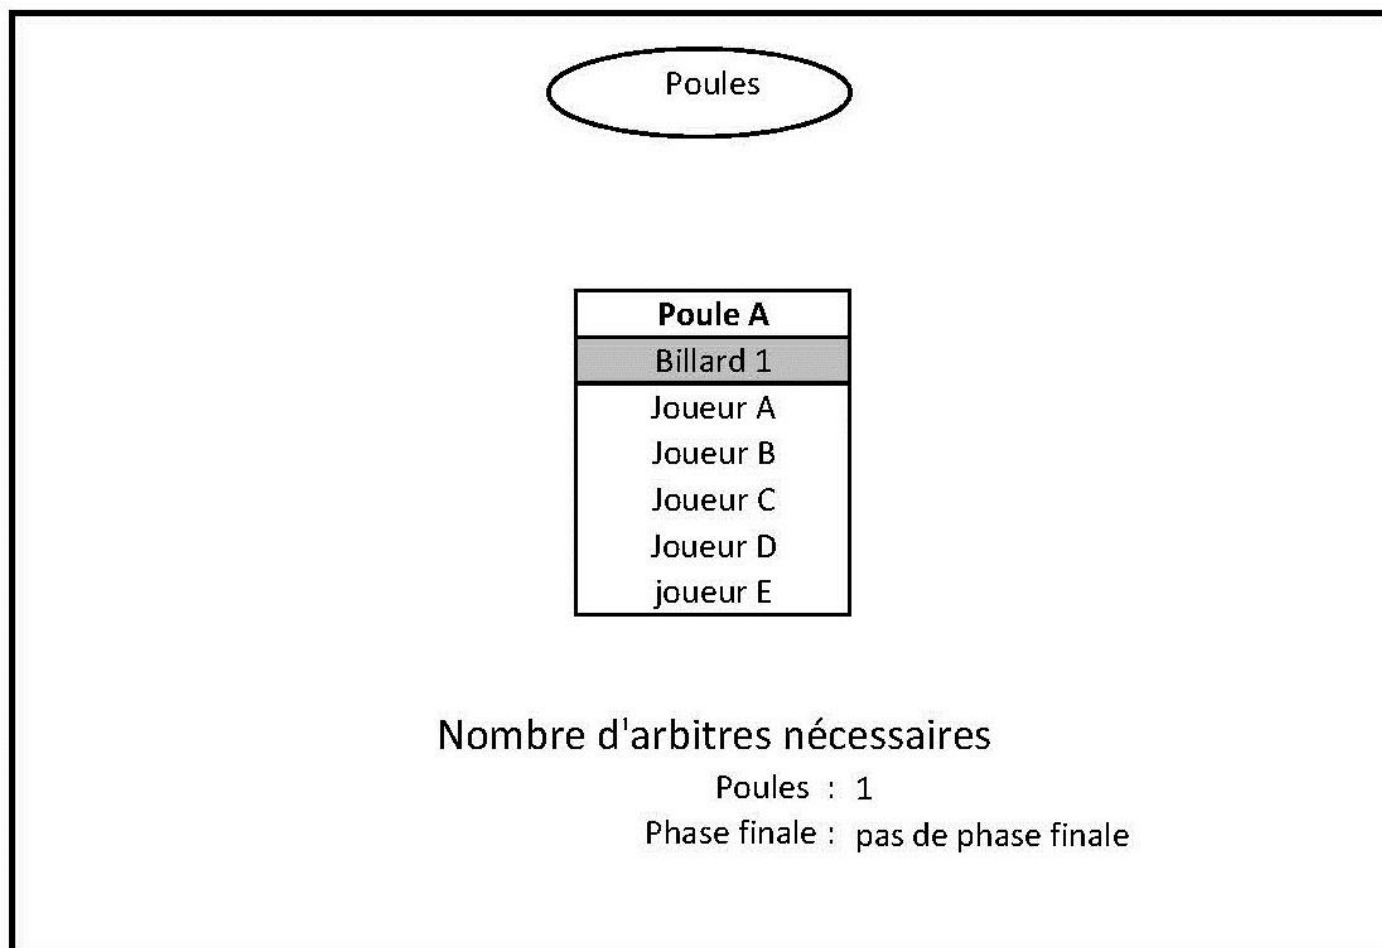 Poules
Poule A
Billard 1
Joueur A
Joueur B
Joueur C
Joueur D
joueur E
Nombre d'arbitres nécessaires
Poules : 1
Phase finale : pas de phase finale